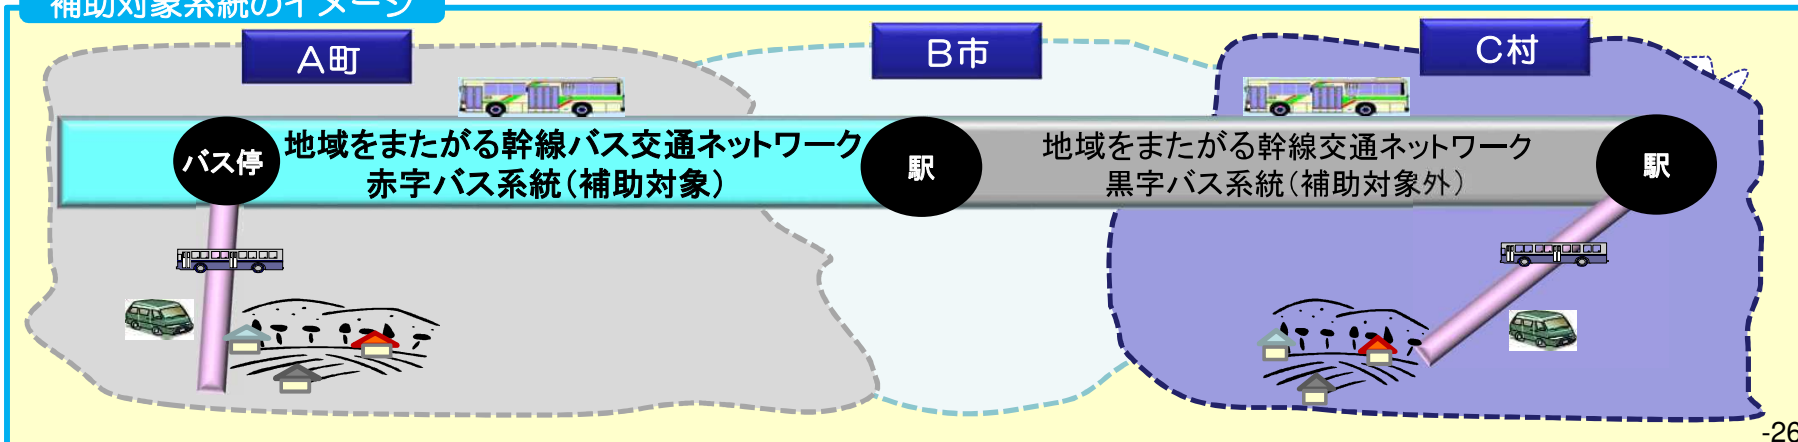 補助対象系統のイメージ
A町
B市
C村
バス停
地域をまたがる幹線バス交通ネットワーク
赤字バス系統(補助対象)
駅
地域をまたがる幹線交通ネットワーク
黒字バス系統(補助対象外)
駅
-26